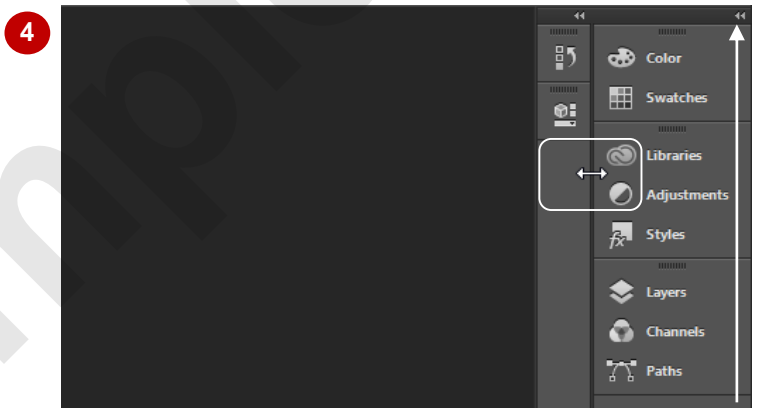 4
Color
Swatches
Libraries
Adjustments
Styles
Layers
Channels
Paths